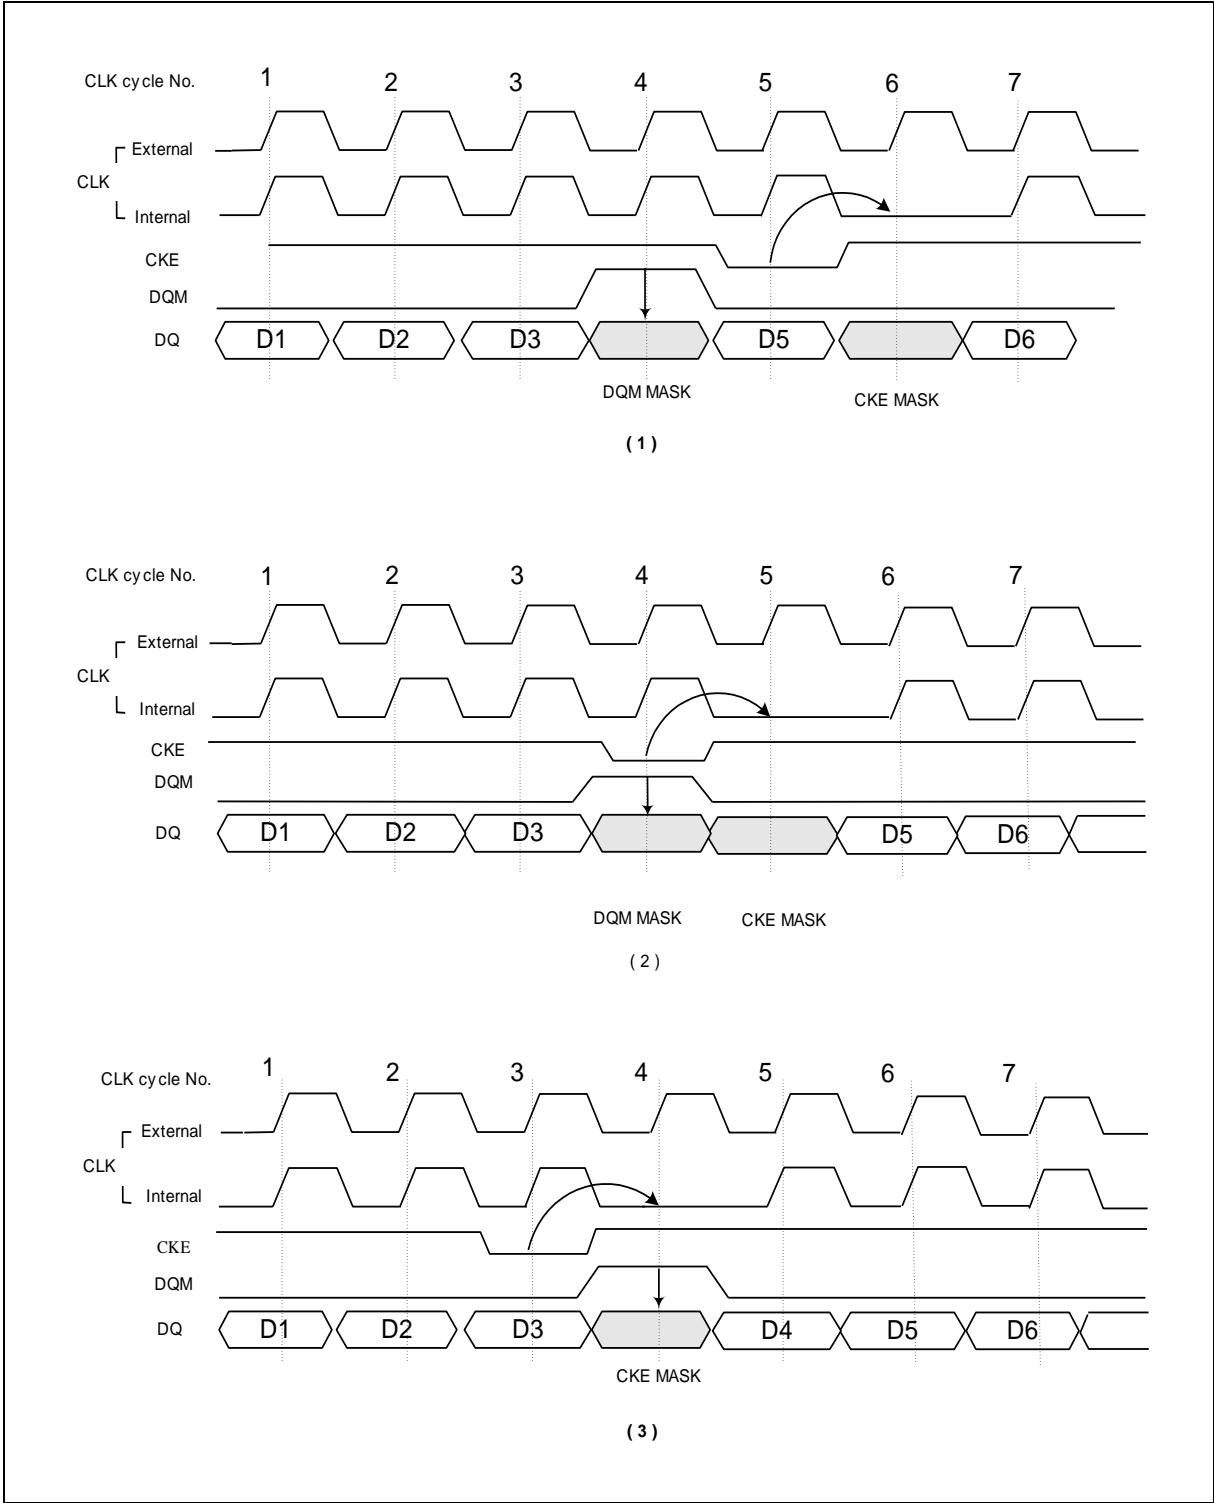 CLK cycle No. 1 2 3 4 5 6 7
External
CLK
Internal
CKE
DQM
DQ D1 D2 D3 D5 D6
DQM MASK CKE MASK
( 1 )
CLK cycle No. 1 2 3 4 5 6 7
External
CLK
Internal
CKE
DQM
DQ D1 D2 D3 D5 D6
DQM MASK CKE MASK
( 2 )
CLK cycle No. 1 2 3 4 5 6 7
External
CLK
Internal
CKE
DQM
DQ D1 D2 D3 D4 D5 D6
CKE MASK
( 3 )